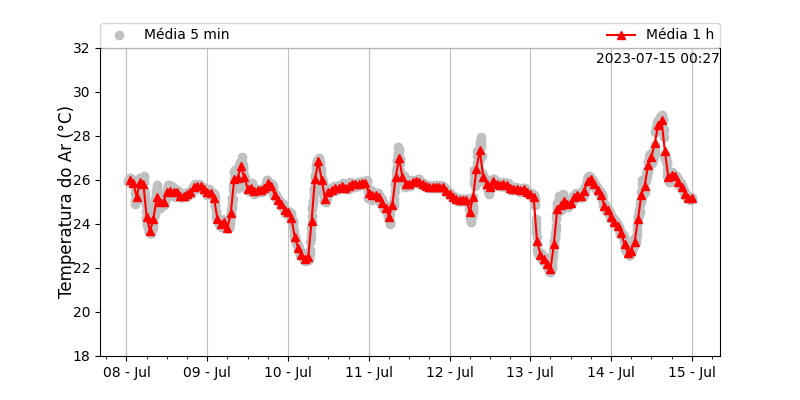 Média 5 min
Média 1 h
2023-07-15 00:27
Temperatura do Ar (°C)
32
30
28
26
24
22
20
18
08 - Jul
09 - Jul
10 - Jul
11 - Jul
12 - Jul
13 - Jul
14 - Jul
15 - Jul